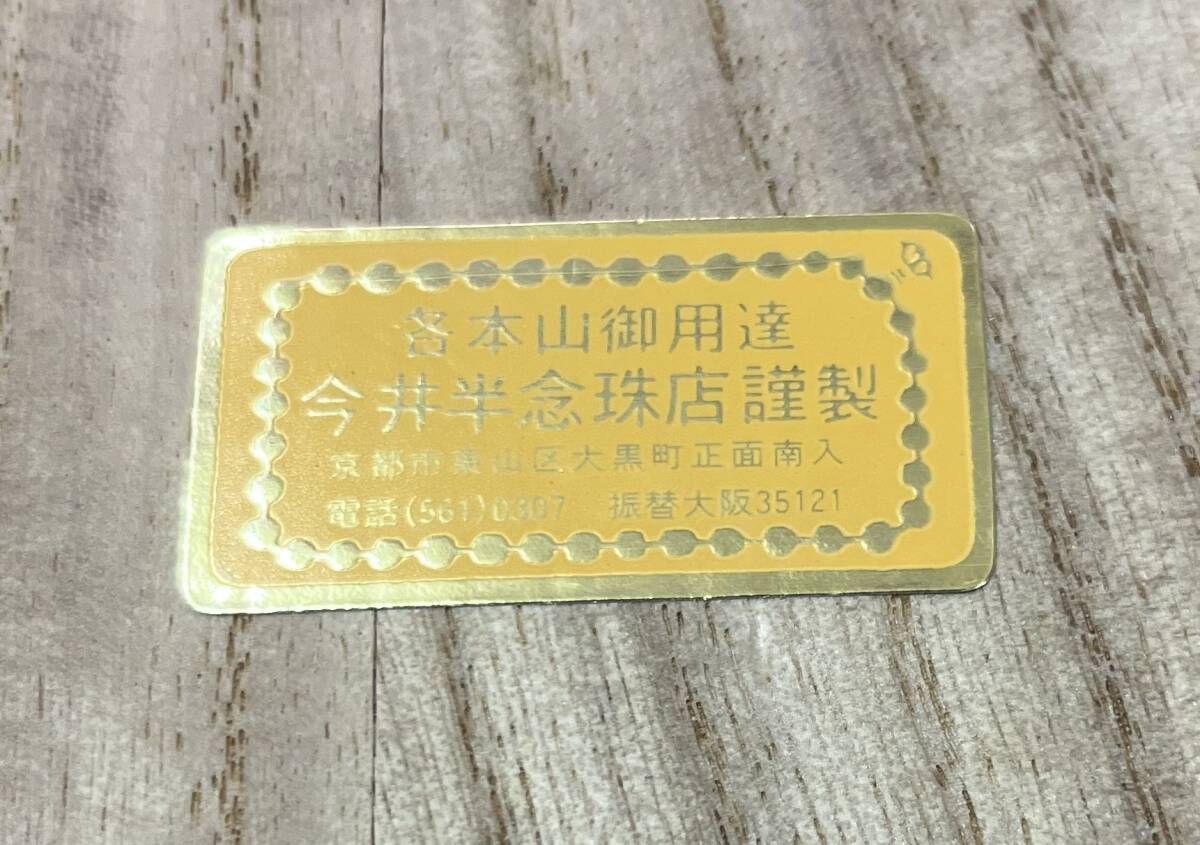 各本山御用達
今井半念珠店謹製
京都市東山区大黒町正面南入
電話(561)0307 振替大阪35121